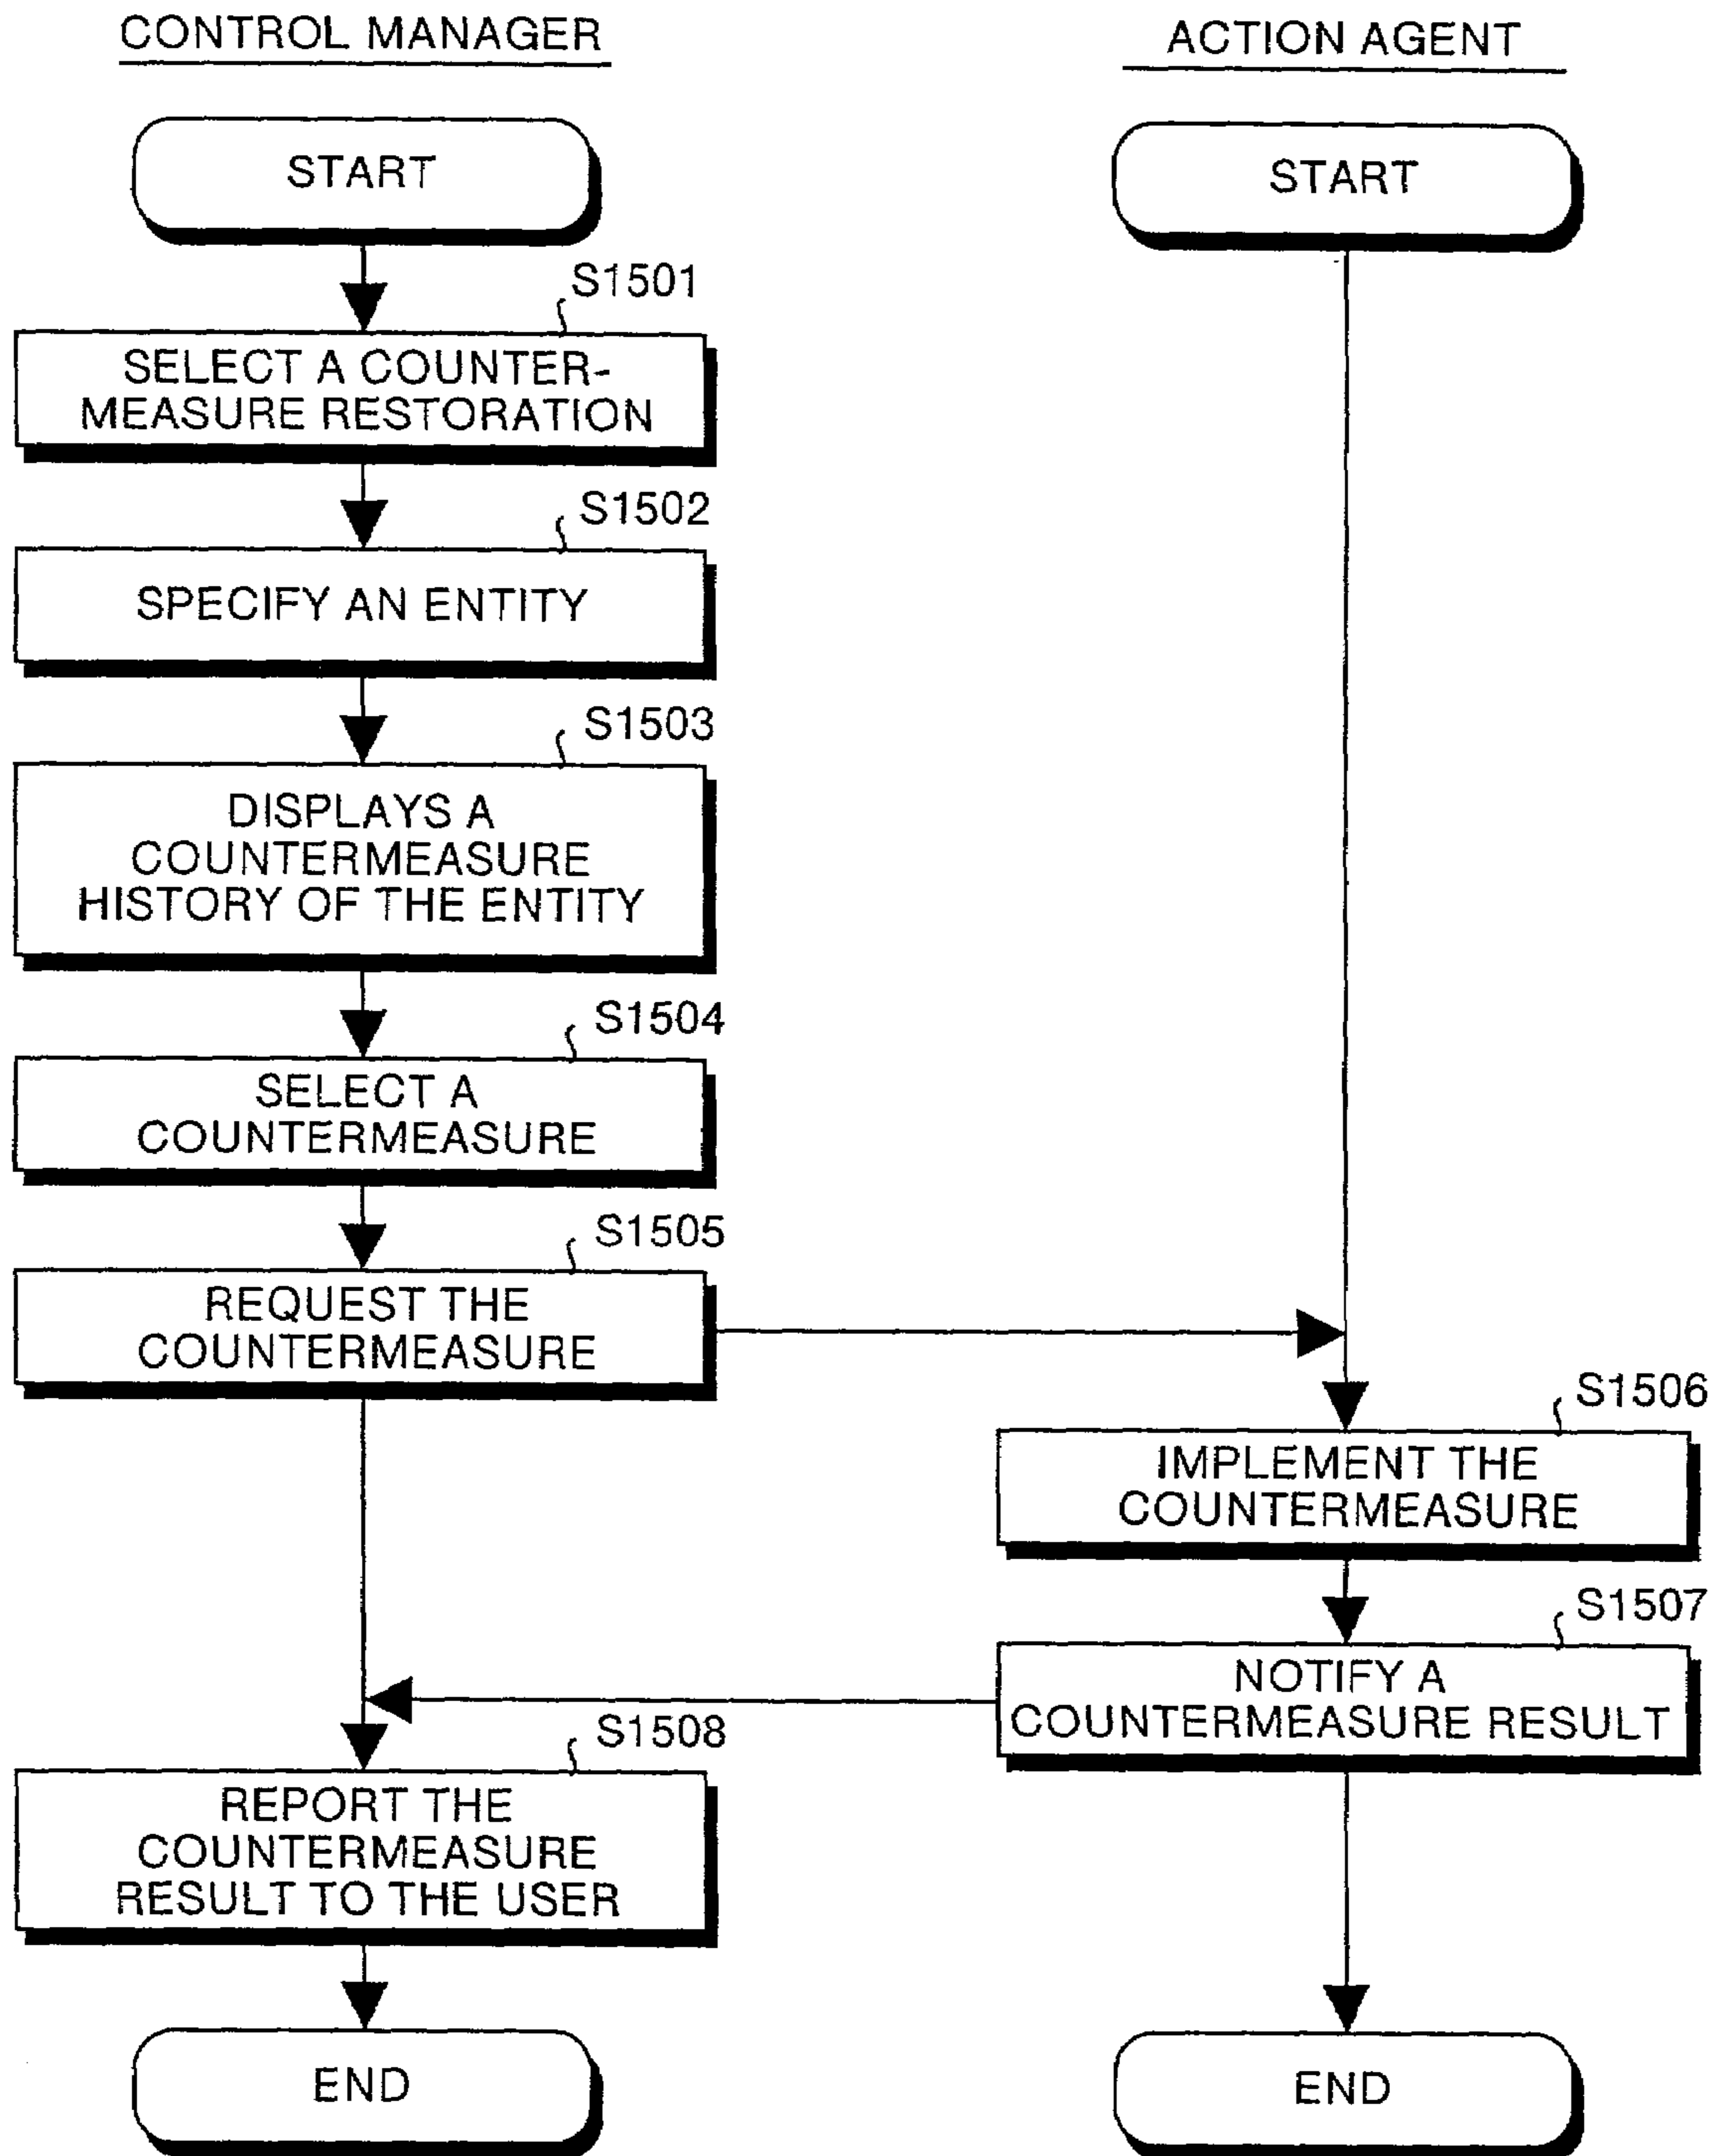 CONTROL MANAGER
ACTION AGENT
START
START
S1501
SELECT A COUNTER-
MEASURE RESTORATION
S1502
SPECIFY AN ENTITY
S1503
DISPLAYS A
COUNTERMEASURE
HISTORY OF THE ENTITY
S1504
SELECT A
COUNTERMEASURE
S1505
REQUEST THE
COUNTERMEASURE
S1506
IMPLEMENT THE
COUNTERMEASURE
S1507
NOTIFY A
COUNTERMEASURE RESULT
S1508
REPORT THE
COUNTERMEASURE
RESULT TO THE USER
END
END